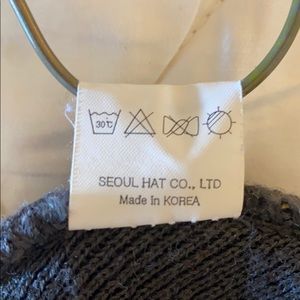 30℃
SEOUL HAT CO., LTD
Made In KOREA